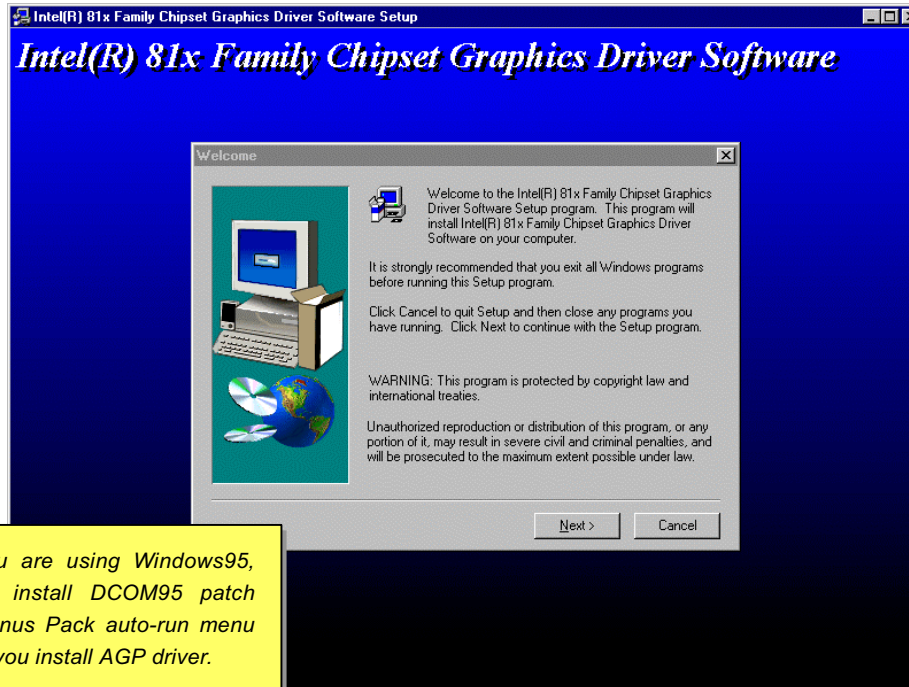 Intel(R) 81x Family Chipset Graphics Driver Software Setup
Intel(R) 81x Family Chipset Graphics Driver Software
Welcome
Welcome to the Intel(R) 81x Family Chipset Graphics
Driver Software Setup program. This program will
install Intel(R) 81x Family Chipset Graphics Driver
Software on your computer.
It is strongly recommended that you exit all Windows programs
before running this Setup program.
Click Cancel to quit Setup and then close any programs you
have running. Click Next to continue with the Setup program.
WARNING: This program is protected by copyright law and
international treaties.
Unauthorized reproduction or distribution of this program, or any
portion of it, may result in severe civil and criminal penalties, and
will be prosecuted to the maximum extent possible under law.
Next >
Cancel
are using Windows95,
install DCOM95 patch
Pack auto-run menu
you install AGP driver.